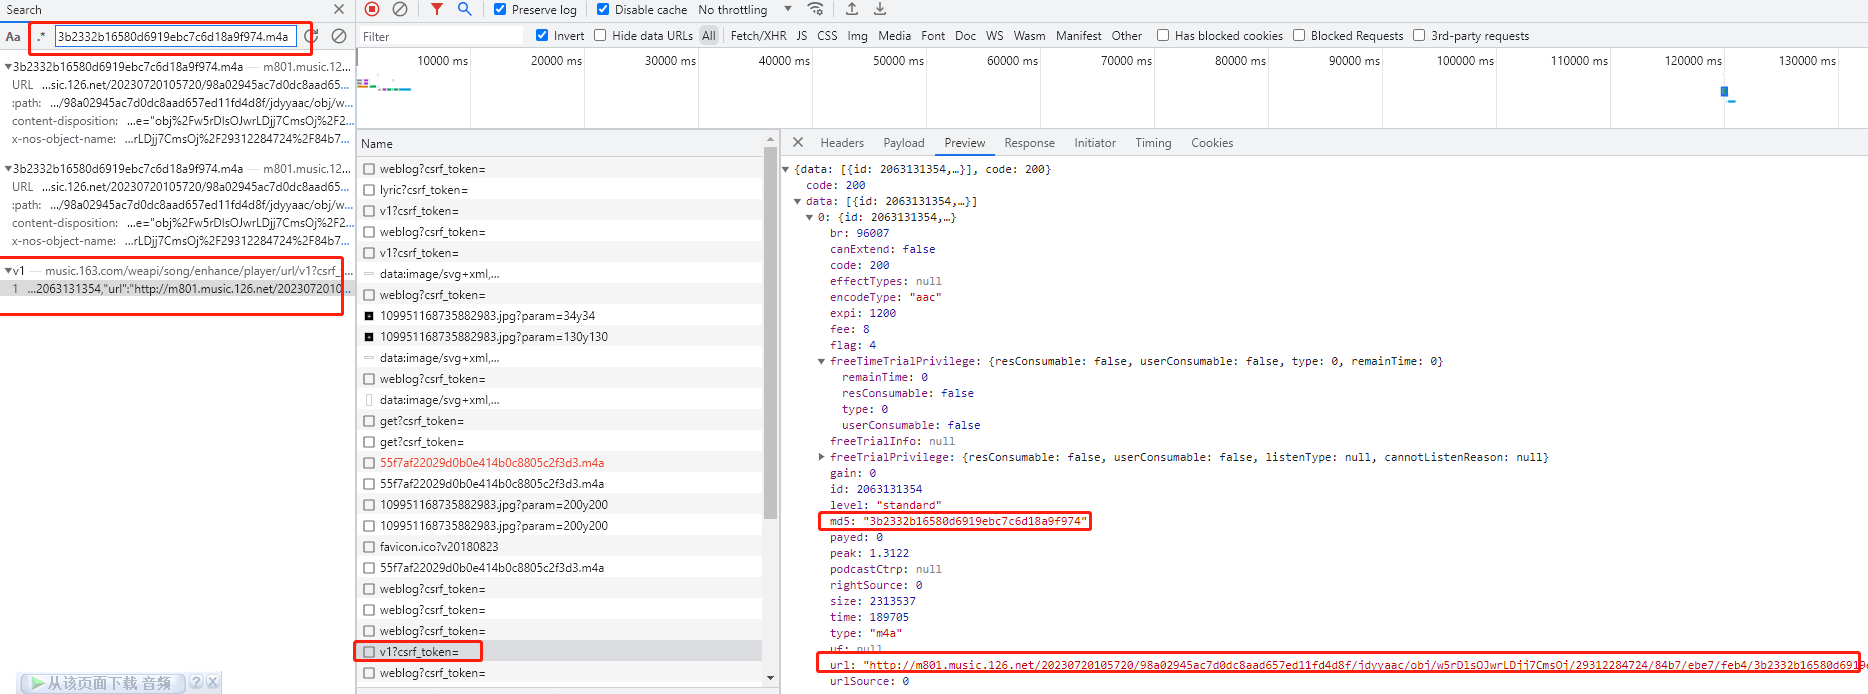 Search
Aa .* 3b2332b16580d6919ebc7c6d18a9f974.m4a
3b2332b16580d6919ebc7c6d18a9f974.m4a — m801.music.12...
URL ...sic.126.net/20230720105720/98a02945ac7d0dc8aad65...
:path: .../98a02945ac7d0dc8aad657ed11fd4d8f/jdyyaac/obj/w...
content-disposition: ...e="obj%2Fw5rDlsOJwrLDjj7CmsOj%2F2...
x-nos-object-name: ...rLDjj7CmsOj%2F29312284724%2F84b7...
3b2332b16580d6919ebc7c6d18a9f974.m4a — m801.music.12...
URL ...sic.126.net/20230720105720/98a02945ac7d0dc8aad65...
:path: .../98a02945ac7d0dc8aad657ed11fd4d8f/jdyyaac/obj/w...
content-disposition: ...e="obj%2Fw5rDlsOJwrLDjj7CmsOj%2F2...
x-nos-object-name: ...rLDjj7CmsOj%2F29312284724%2F84b7...
v1 — music.163.com/weapi/song/enhance/player/url/v1?csrf_...
1 ...2063131354,"url":"http://m801.music.126.net/2023072010...
从该页面下载 音频 ? X
Preserve log Disable cache No throttling
Filter Invert Hide data URLs All Fetch/XHR JS CSS Img Media Font Doc WS Wasm Manifest Other Has blocked cookies Blocked Requests 3rd-party requests
10000 ms 20000 ms 30000 ms 40000 ms 50000 ms 60000 ms 70000 ms 80000 ms 90000 ms 100000 ms 110000 ms 120000 ms 130000 ms
Name
weblog?csrf_token=
lyric?csrf_token=
v1?csrf_token=
weblog?csrf_token=
v1?csrf_token=
data:image/svg+xml,...
weblog?csrf_token=
109951168735882983.jpg?param=34y34
109951168735882983.jpg?param=130y130
data:image/svg+xml,...
weblog?csrf_token=
data:image/svg+xml,...
get?csrf_token=
get?csrf_token=
55f7af22029d0b0e414b0c8805c2f3d3.m4a
55f7af22029d0b0e414b0c8805c2f3d3.m4a
109951168735882983.jpg?param=200y200
109951168735882983.jpg?param=200y200
favicon.ico?v20180823
55f7af22029d0b0e414b0c8805c2f3d3.m4a
weblog?csrf_token=
weblog?csrf_token=
weblog?csrf_token=
v1?csrf_token=
weblog?csrf_token=
Headers Payload Preview Response Initiator Timing Cookies
{data: [{id: 2063131354,…}], code: 200}
code: 200
data: [{id: 2063131354,…}]
0: {id: 2063131354,…}
br: 96007
canExtend: false
code: 200
effectTypes: null
encodeType: "aac"
expi: 1200
fee: 8
flag: 4
freeTimeTrialPrivilege: {resConsumable: false, userConsumable: false, type: 0, remainTime: 0}
remainTime: 0
resConsumable: false
type: 0
userConsumable: false
freeTrialInfo: null
freeTrialPrivilege: {resConsumable: false, userConsumable: false, listenType: null, cannotListenReason: null}
gain: 0
id: 2063131354
level: "standard"
md5: "3b2332b16580d6919ebc7c6d18a9f974"
payed: 0
peak: 1.3122
podcastCtrp: null
rightSource: 0
size: 2313537
time: 189705
type: "m4a"
uf: null
url: "http://m801.music.126.net/20230720105720/98a02945ac7d0dc8aad657ed11fd4d8f/jdyyaac/obj/w5rDlsOJwrLDjj7CmsOj/29312284724/84b7/ebe7/feb4/3b2332b16580d6919e
urlSource: 0